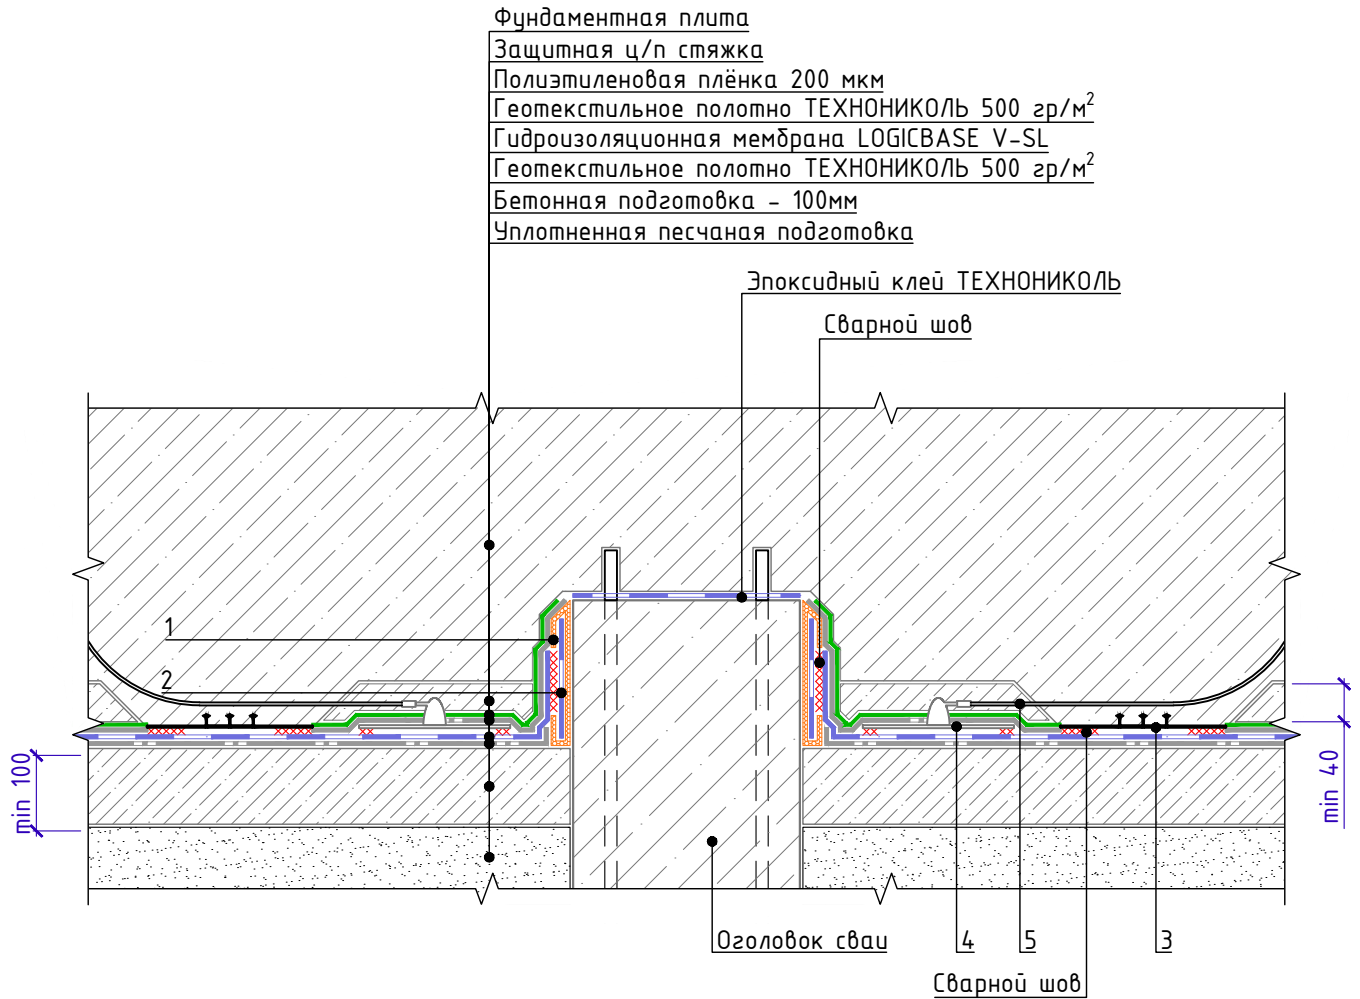 Фундаментная плита
Защитная ц/п стяжка
Полиэтиленовая плёнка 200 мкм
Геотекстильное полотно ТЕХНОНИКОЛЬ 500 гр/м²
Гидроизоляционная мембрана LOGICBASE V-SL
Геотекстильное полотно ТЕХНОНИКОЛЬ 500 гр/м²
Бетонная подготовка - 100мм
Уплотненная песчаная подготовка
Эпоксидный клей ТЕХНОНИКОЛЬ
Сварной шов
1
2
min 100
min 40
Оголовок сваи
4
5
3
Сварной шов